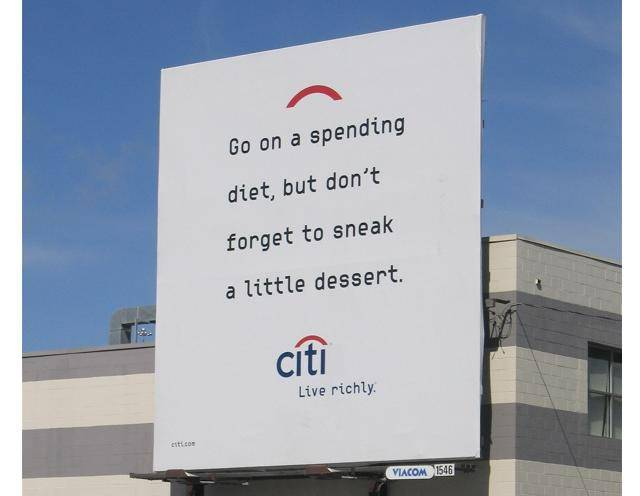 Go on a spending
diet, but don't
forget to sneak
a little dessert.
citi
Live richly.
citi.com
VIACOM 1546